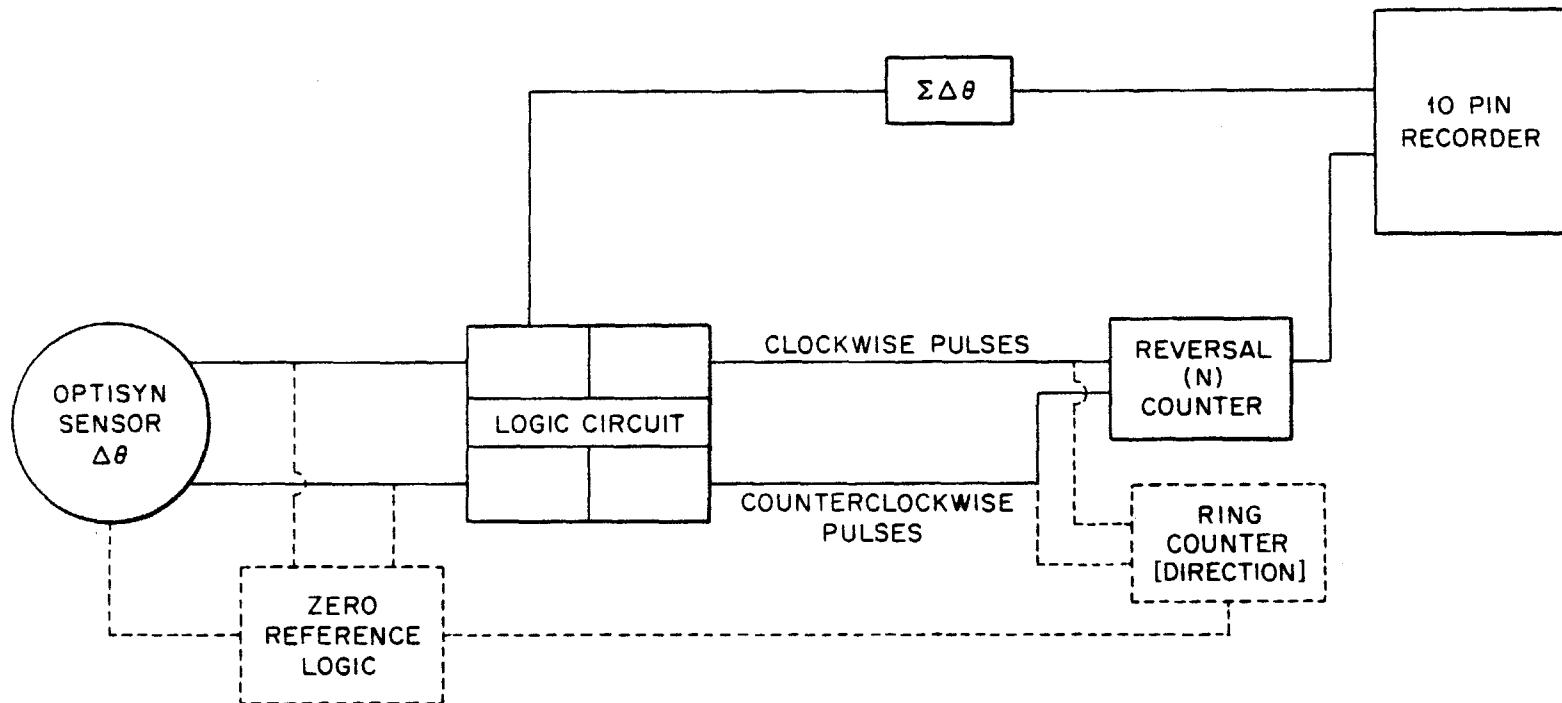 ΣΔθ
10 PIN
RECORDER
OPTISYN
SENSOR
Δθ
LOGIC CIRCUIT
CLOCKWISE PULSES
COUNTERCLOCKWISE
PULSES
REVERSAL
(N)
COUNTER
RING
COUNTER
[DIRECTION]
ZERO
REFERENCE
LOGIC